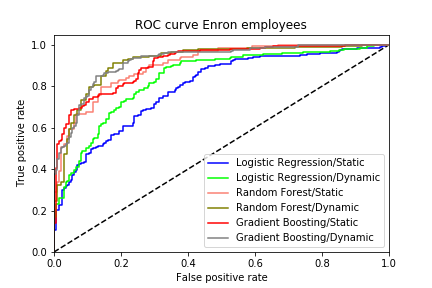 ROC curve Enron employees
1.0
0.8
0.6
0.4
0.2
0.0
True positive rate
Logistic Regression/Static
Logistic Regression/Dynamic
Random Forest/Static
Random Forest/Dynamic
Gradient Boosting/Static
Gradient Boosting/Dynamic
0.0 0.2 0.4 0.6 0.8 1.0
False positive rate